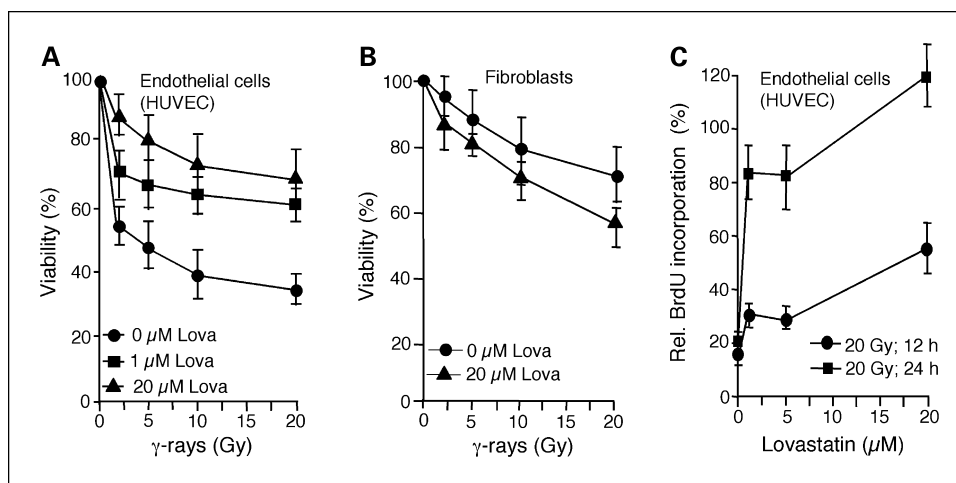 A
Endothelial cells
(HUVEC)
Viability (%)
100
80
60
40
20
0
0 5 10 15 20
γ-rays (Gy)
0 µM Lova
1 µM Lova
20 µM Lova
B
Fibroblasts
Viability (%)
100
80
60
40
20
0
0 5 10 15 20
γ-rays (Gy)
0 µM Lova
20 µM Lova
C
Endothelial cells
(HUVEC)
Rel. BrdU incorporation (%)
120
100
80
60
40
20
0
0 5 10 15 20
Lovastatin (µM)
20 Gy; 12 h
20 Gy; 24 h